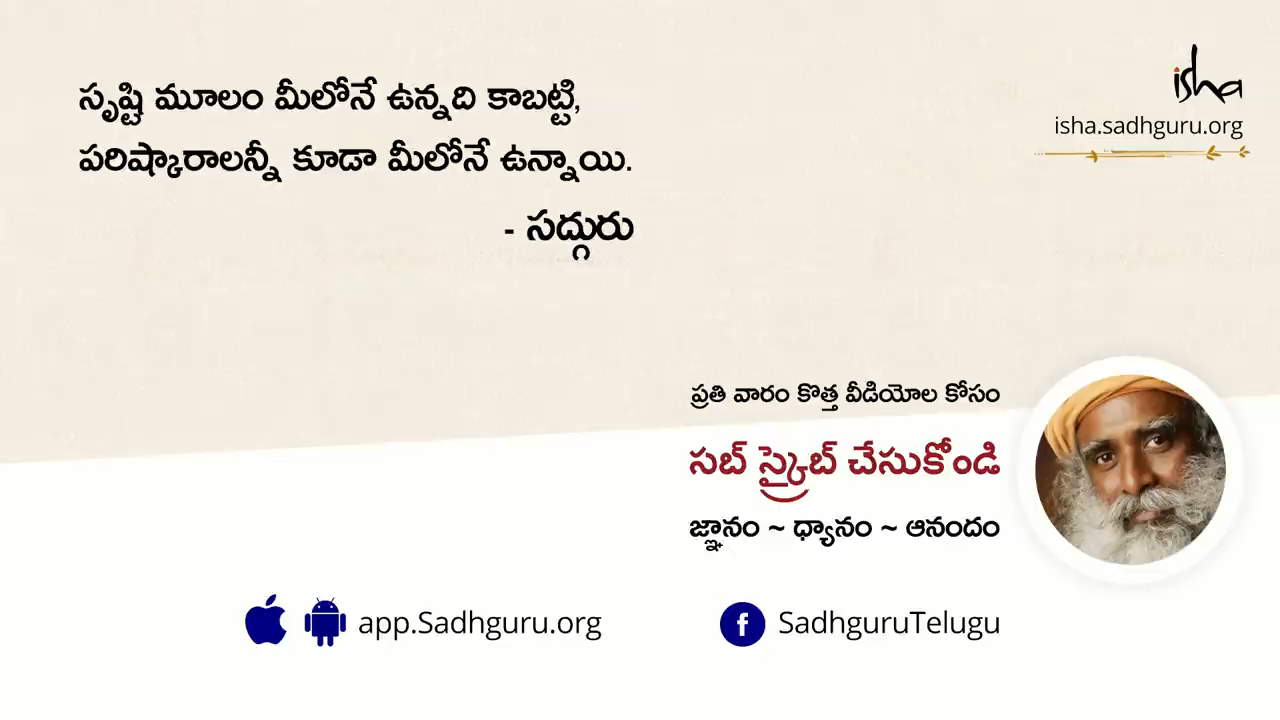 సృష్టి మూలం మీలోనే ఉన్నది కాబట్టి,
పరిష్కారాలన్నీ కూడా మీలోనే ఉన్నాయి.
- సద్గురు
isha
isha.sadhguru.org
ప్రతి వారం కొత్త వీడియోల కోసం
సబ్ స్క్రైబ్ చేసుకోండి
జ్ఞానం ~ ధ్యానం ~ ఆనందం
app.Sadhguru.org
f SadhguruTelugu